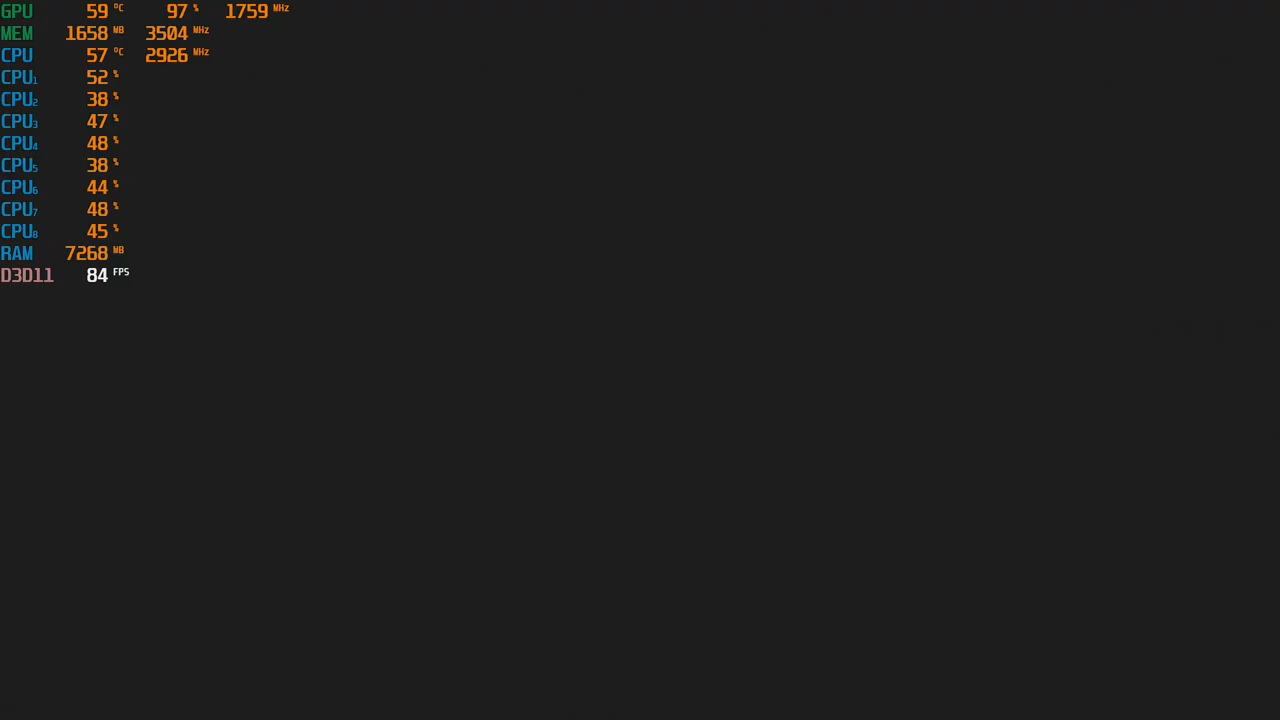 GPU 59 °C 97 % 1759 MHz
MEM 1658 MB 3504 MHz
CPU 57 °C 2926 MHz
CPU1 52 %
CPU2 38 %
CPU3 47 %
CPU4 48 %
CPU5 38 %
CPU6 44 %
CPU7 48 %
CPU8 45 %
RAM 7268 MB
D3D11 84 FPS